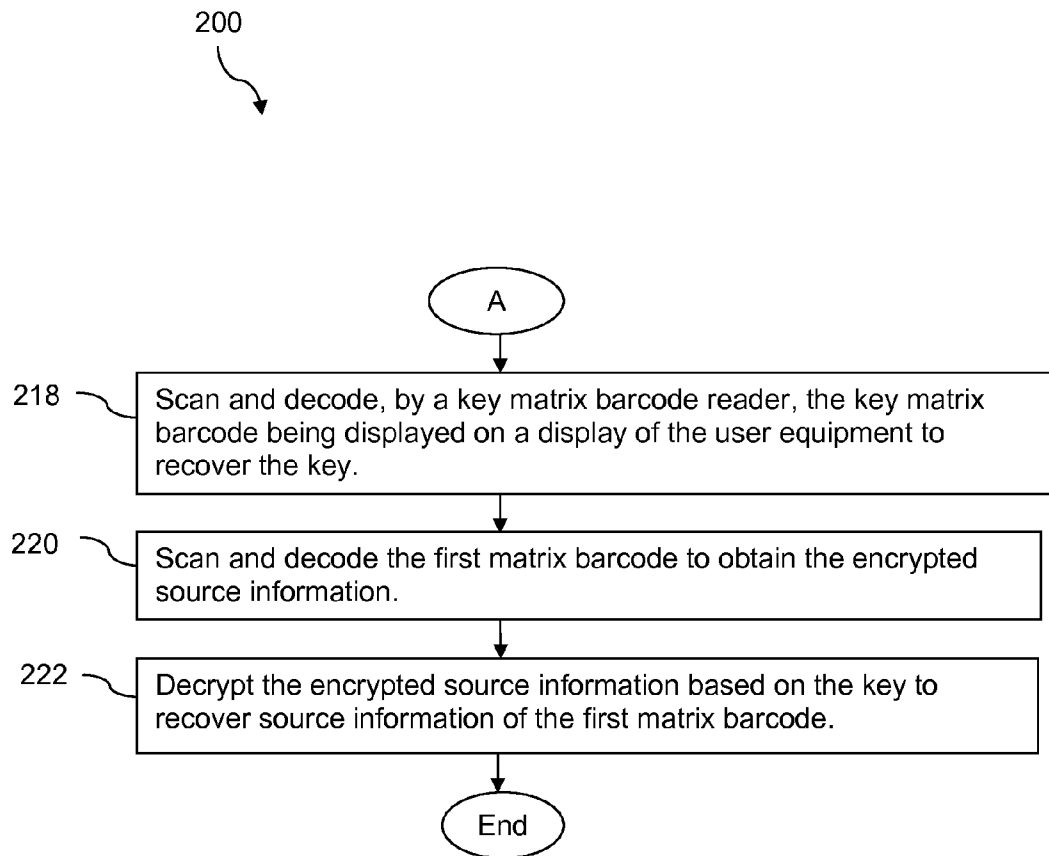 200
A
218
Scan and decode, by a key matrix barcode reader, the key matrix
barcode being displayed on a display of the user equipment to
recover the key.
220
Scan and decode the first matrix barcode to obtain the encrypted
source information.
222
Decrypt the encrypted source information based on the key to
recover source information of the first matrix barcode.
End